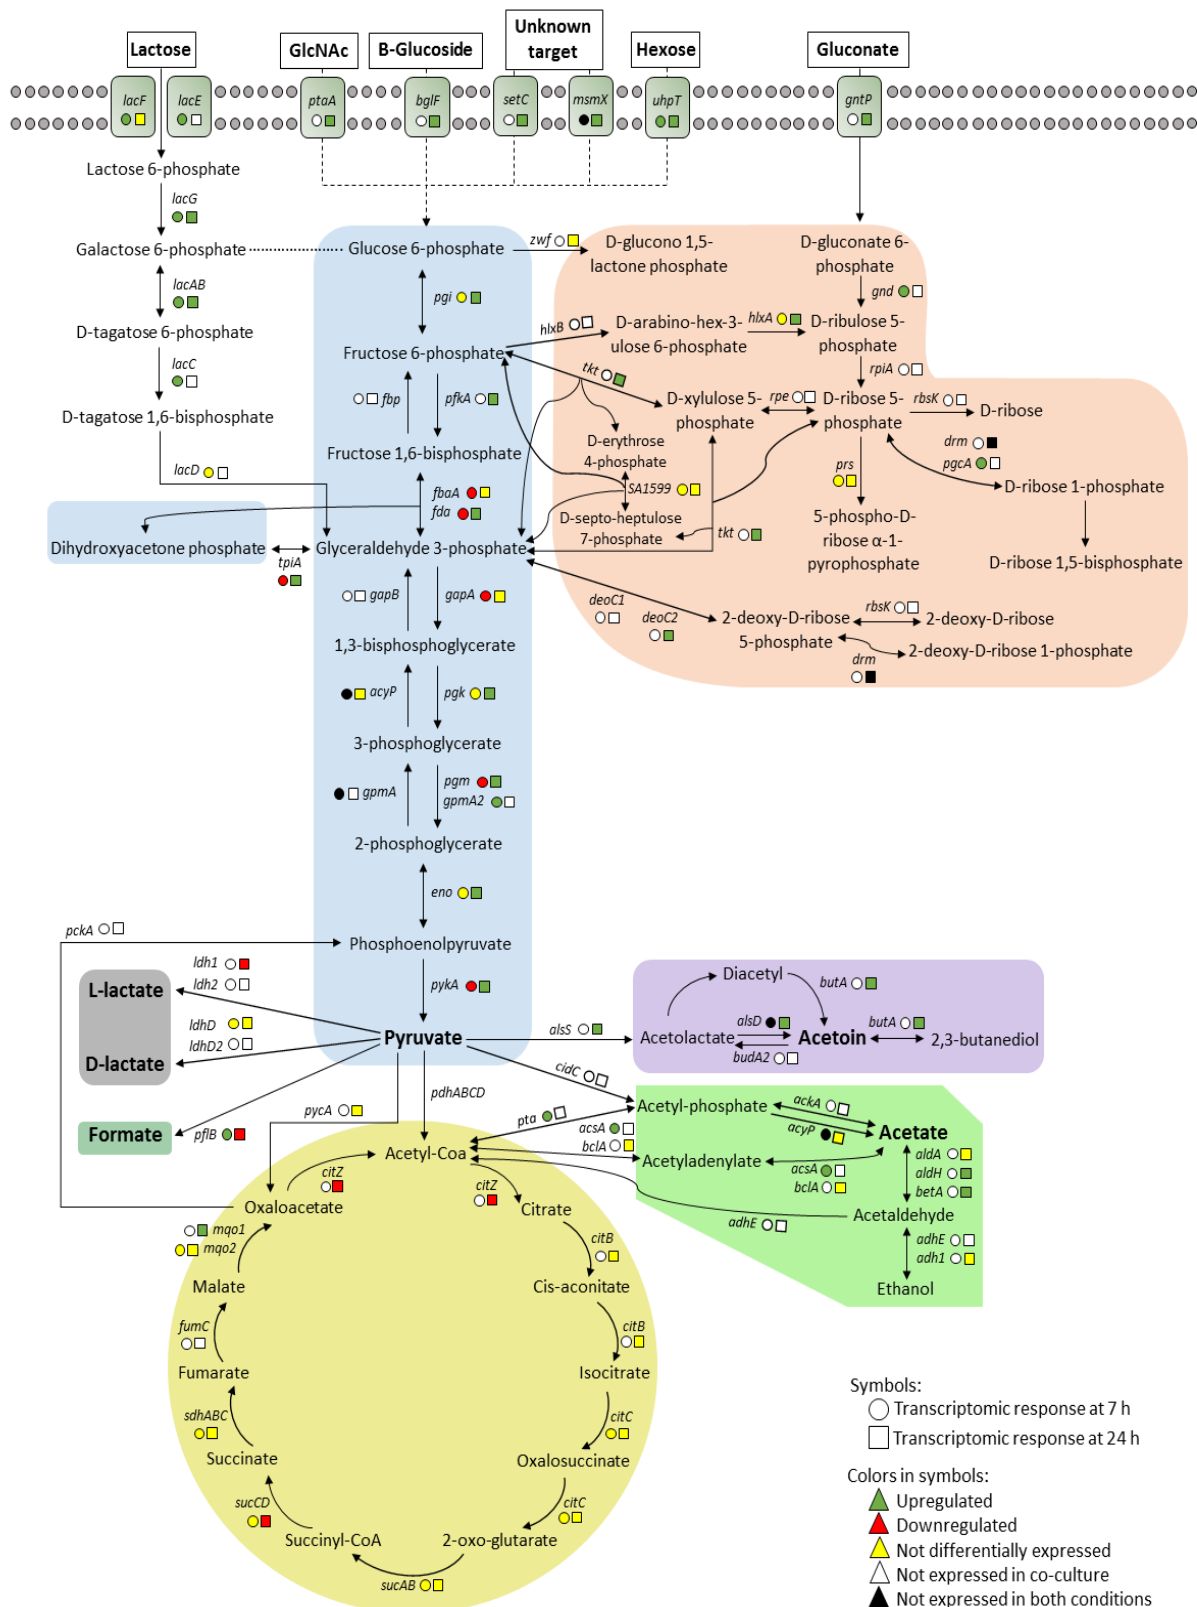 Lactose
GlcNAc
B-Glucoside
Unknown
target
Hexose
Gluconate
lacF
lacE
ptaA
bglF
setC
msmX
uhpT
gntP
Lactose 6-phosphate
lacG
Galactose 6-phosphate
Glucose 6-phosphate
zwf
D-glucono 1,5-
lactone phosphate
D-gluconate 6-
phosphate
lacAB
pgi
gnd
D-tagatose 6-phosphate
hlxB
D-arabino-hex-3-
ulose 6-phosphate
hlxA
D-ribulose 5-
phosphate
Fructose 6-phosphate
lacC
tkt
rpiA
fbp
pfkA
D-xylulose 5-
phosphate
rpe
D-ribose 5-
phosphate
rbsK
D-ribose
D-tagatose 1,6-bisphosphate
Fructose 1,6-bisphosphate
D-erythrose
4-phosphate
drm
pgcA
lacD
prs
fbaA
fda
SA1599
D-ribose 1-phosphate
D-septo-heptulose
7-phosphate
5-phospho-D-
ribose α-1-
pyrophosphate
tkt
Dihydroxyacetone phosphate
tpiA
Glyceraldehyde 3-phosphate
D-ribose 1,5-bisphosphate
gapB
gapA
deoC1
deoC2
2-deoxy-D-ribose
5-phosphate
rbsK
2-deoxy-D-ribose
2-deoxy-D-ribose 1-phosphate
drm
1,3-bisphosphoglycerate
acyP
pgk
3-phosphoglycerate
gpmA
pgm
gpmA2
2-phosphoglycerate
eno
pckA
Phosphoenolpyruvate
ldh1
ldh2
L-lactate
pykA
Diacetyl
butA
ldhD
ldhD2
D-lactate
Pyruvate
alsS
Acetolactate
alsD
budA2
Acetoin
butA
2,3-butanediol
cidC
pdhABCD
Formate
pflB
pycA
pta
acsA
bclA
Acetyl-phosphate
ackA
acyP
Acetate
Acetyl-Coa
Acetyladenylate
acsA
bclA
aldA
aldH
betA
citZ
citZ
Oxaloacetate
Citrate
adhE
Acetaldehyde
mqo1
mqo2
citB
adhE
adh1
Malate
Cis-aconitate
Ethanol
fumC
citB
Fumarate
Isocitrate
sdhABC
citC
Succinate
Oxalosuccinate
sucCD
citC
Succinyl-CoA
2-oxo-glutarate
sucAB
Symbols:
Transcriptomic response at 7 h
Transcriptomic response at 24 h
Colors in symbols:
Upregulated
Downregulated
Not differentially expressed
Not expressed in co-culture
Not expressed in both conditions